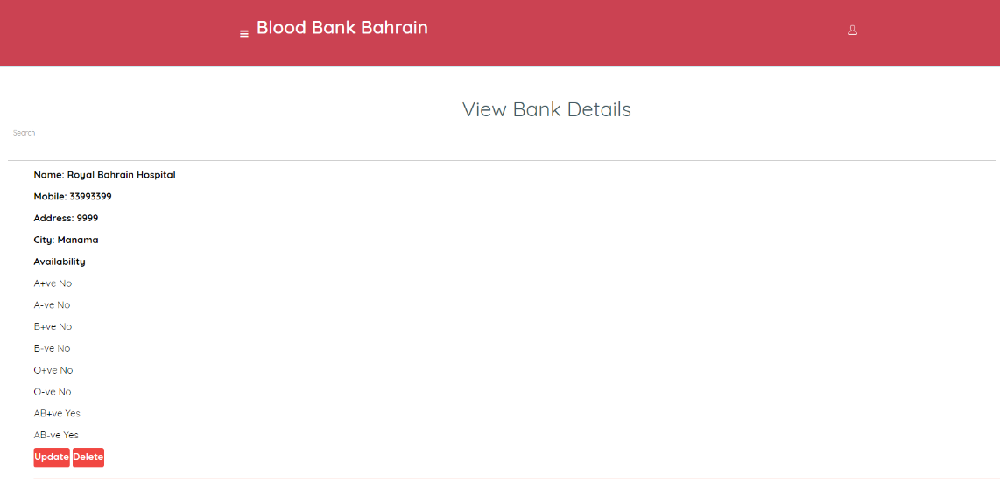 Blood Bank Bahrain
View Bank Details
Search
Name: Royal Bahrain Hospital
Mobile: 33993399
Address: 9999
City: Manama
Availability
A+ve No
A-ve No
B+ve No
B-ve No
O+ve No
O-ve No
AB+ve Yes
AB-ve Yes
Update Delete